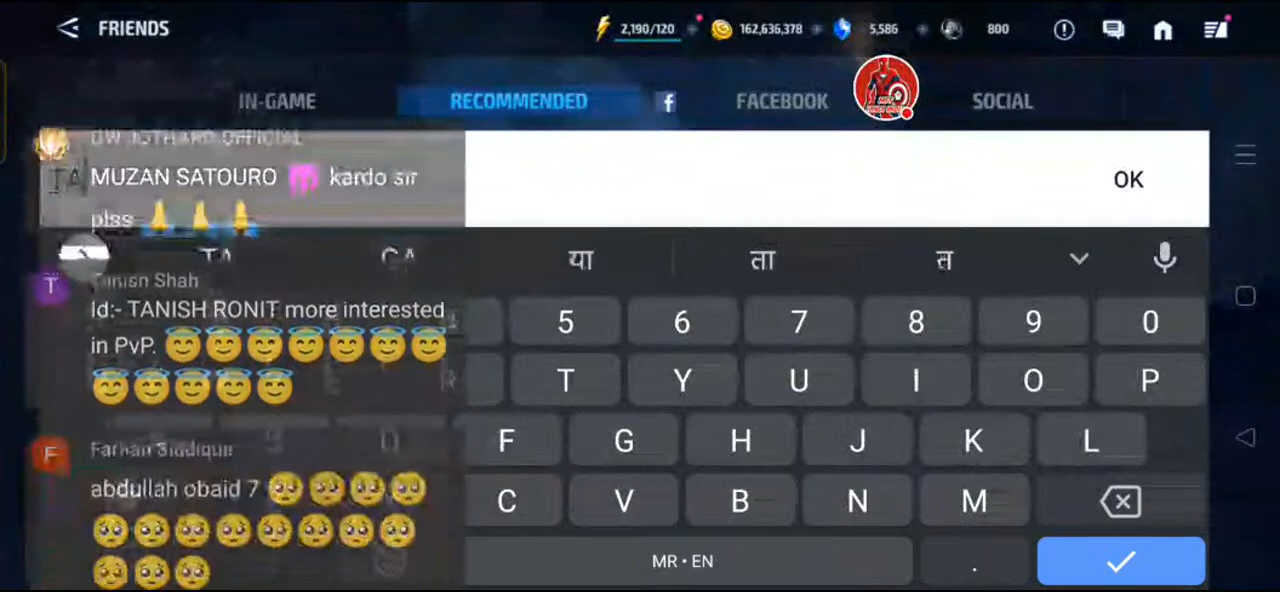 FRIENDS
2,190/120
162,636,378
5,586
800
IN-GAME
RECOMMENDED
f
FACEBOOK
SOCIAL
OFFICIAL
TA
MUZAN SATOURO kardo sir
plss
OK
या
ता
त
T
Tanish Shah
Id:- TANISH RONIT more interested
in PvP.
5 6 7 8 9 0
T Y U I O P
F
Farhan Siddiqui
abdullah obaid 7
F G H J K L
C V B N M
MR • EN
.